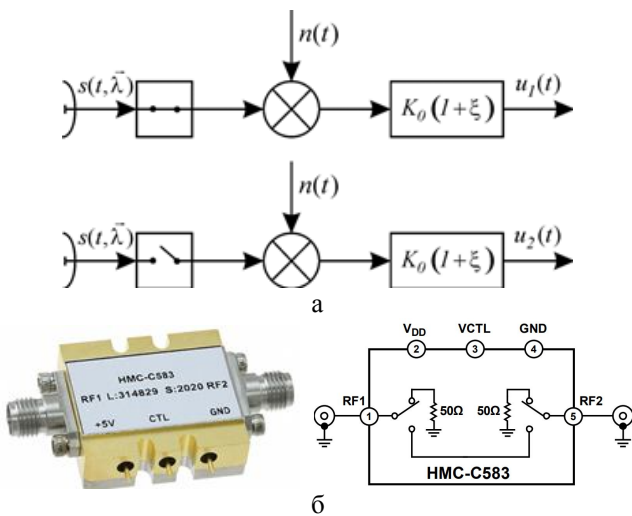 n(t)
s(t,λ⃗)
K₀(1+ξ)
u₁(t)
n(t)
s(t,λ⃗)
K₀(1+ξ)
u₂(t)
а
HMC-C583
RF1 L:314829 S:2020 RF2
+5V CTL GND
V_DD VCTL GND
2 3 4
RF1 RF2
1 50Ω 50Ω 5
HMC-C583
б